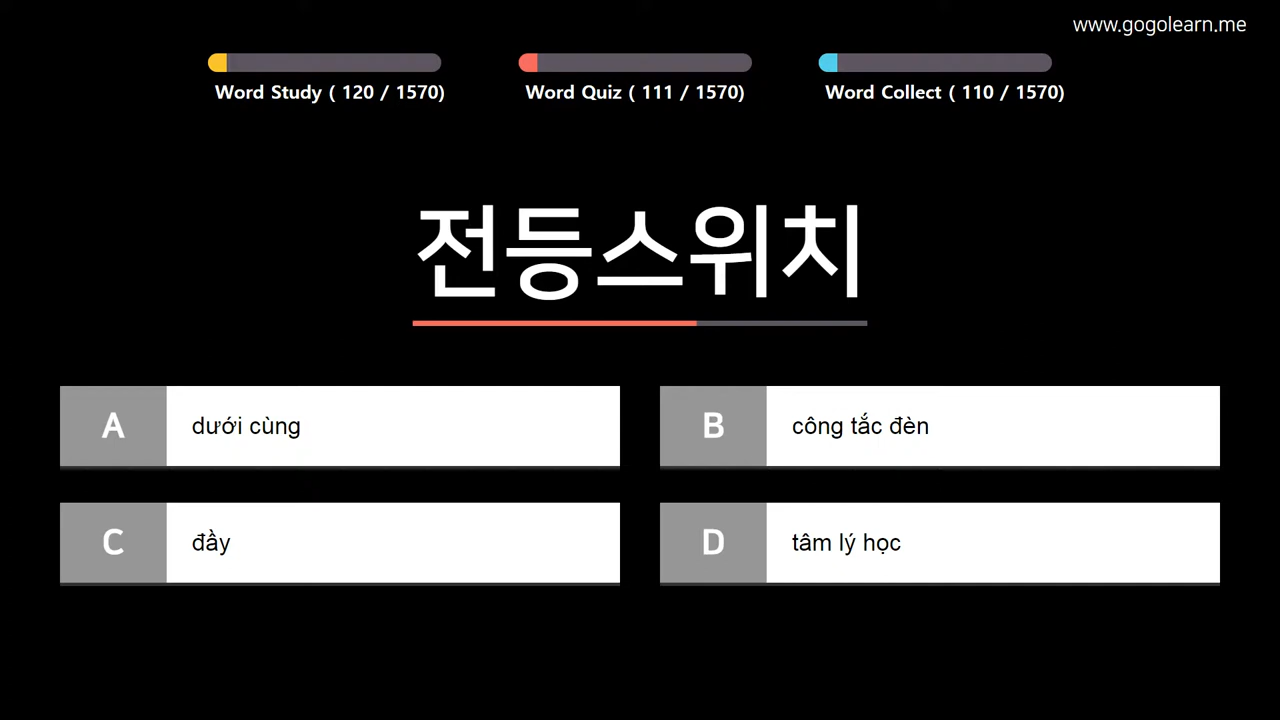 www.gogolearn.me
Word Study ( 120 / 1570)
Word Quiz ( 111 / 1570)
Word Collect ( 110 / 1570)
전등스위치
A
dưới cùng
B
công tắc đèn
C
đầy
D
tâm lý học